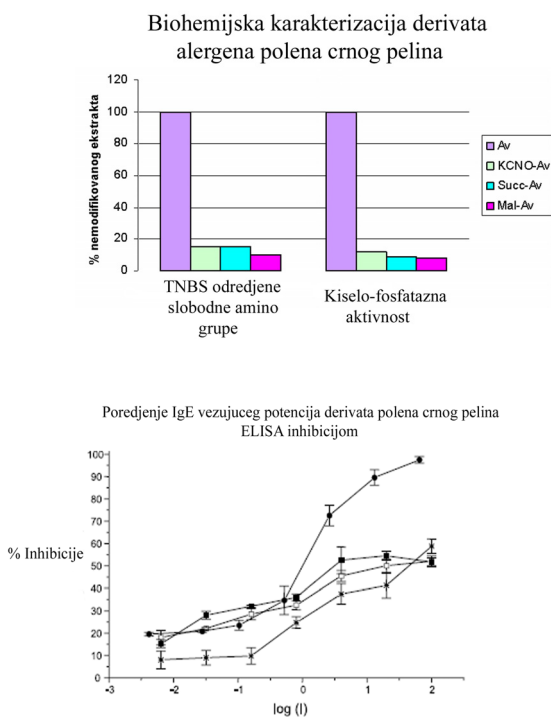 Biohemijska karakterizacija derivata
alergena polena crnog pelina
% nemodifikovanog ekstrakta
120
100
80
60
40
20
0
Av
KCNO-Av
Succ-Av
Mal-Av
TNBS odredjene
slobodne amino
grupe
Kiselo-fosfatazna
aktivnost
Poredjenje IgE vezujuceg potencija derivata polena crnog pelina
ELISA inhibicijom
% Inhibicije
100
90
80
70
60
50
40
30
20
10
0
-3 -2 -1 0 1 2
log (I)